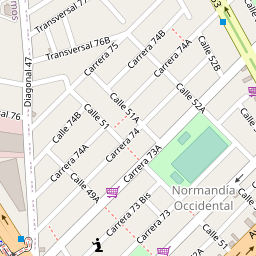 53
Transversal 76B
Carrera 75
Carrera 74B
Carrera 74A
Calle 52B
Diagonal 47
Transversal 76
Calle 51A
Calle 52A
Calle 74B
Calle 51
Carrera 74
Carrera 74A
Carrera 73A
Calle 49A
Normandía
Occidental
Carrera 73 Bis
Carrera 73
Calle 51